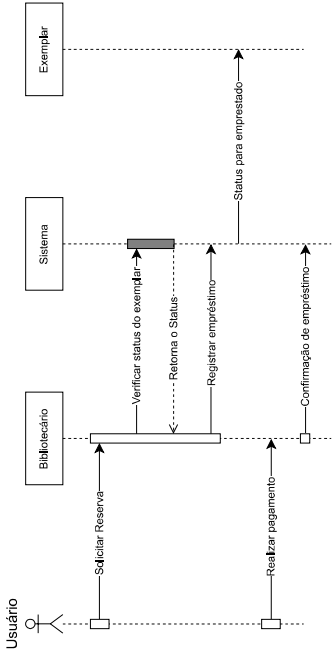 Usuário
Bibliotecário
Sistema
Exemplar
Solicitar Reserva
Verificar status do exemplar
Retorna o Status
Registrar empréstimo
Status para emprestado
Realizar pagamento
Confirmação de empréstimo